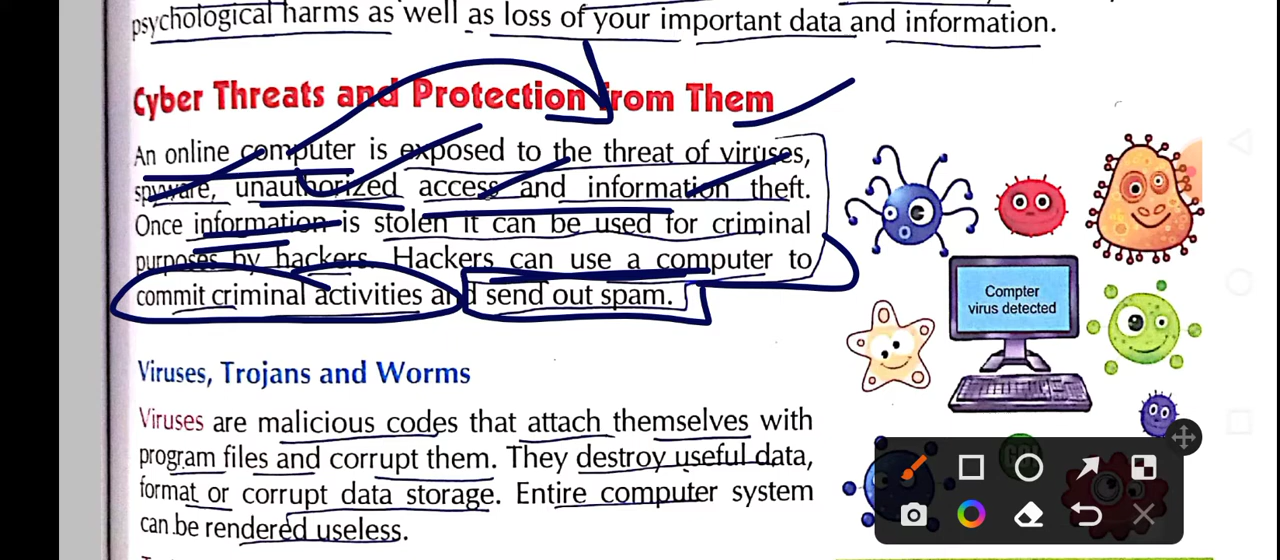 psychological harms as well as loss of your important data and information.
Cyber Threats and Protection from Them
An online computer is exposed to the threat of viruses,
spyware, unauthorized access and information theft.
Once information is stolen it can be used for criminal
purposes by hackers. Hackers can use a computer to
commit criminal activities and send out spam.
Compter
virus detected
Viruses, Trojans and Worms
Viruses are malicious codes that attach themselves with
program files and corrupt them. They destroy useful data,
format or corrupt data storage. Entire computer system
can be rendered useless.